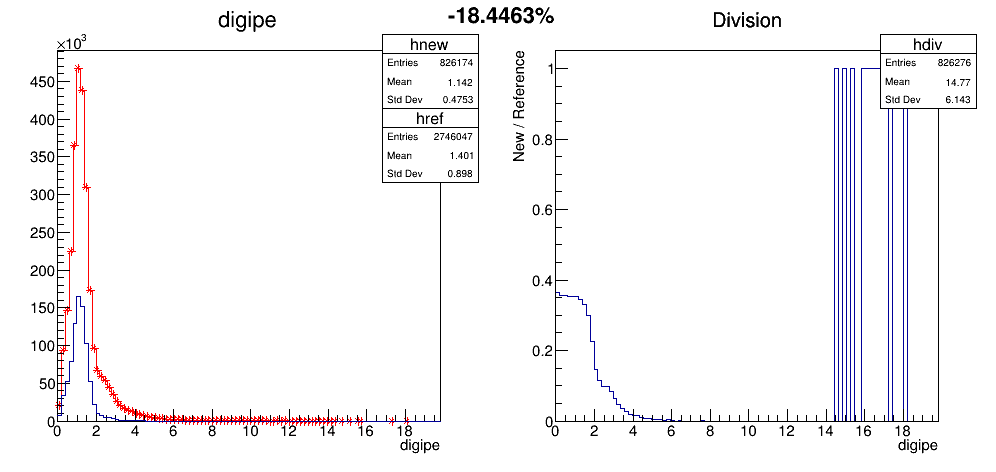 -18.4463%
digipe
×10³
hnew
Entries 826174
Mean 1.142
Std Dev 0.4753
href
Entries 2746047
Mean 1.401
Std Dev 0.898
450
400
350
300
250
200
150
100
50
0
0 2 4 6 8 10 12 14 16 18
digipe
Division
New / Reference
hdiv
Entries 826276
Mean 14.77
Std Dev 6.143
1
0.8
0.6
0.4
0.2
0
0 2 4 6 8 10 12 14 16 18
digipe